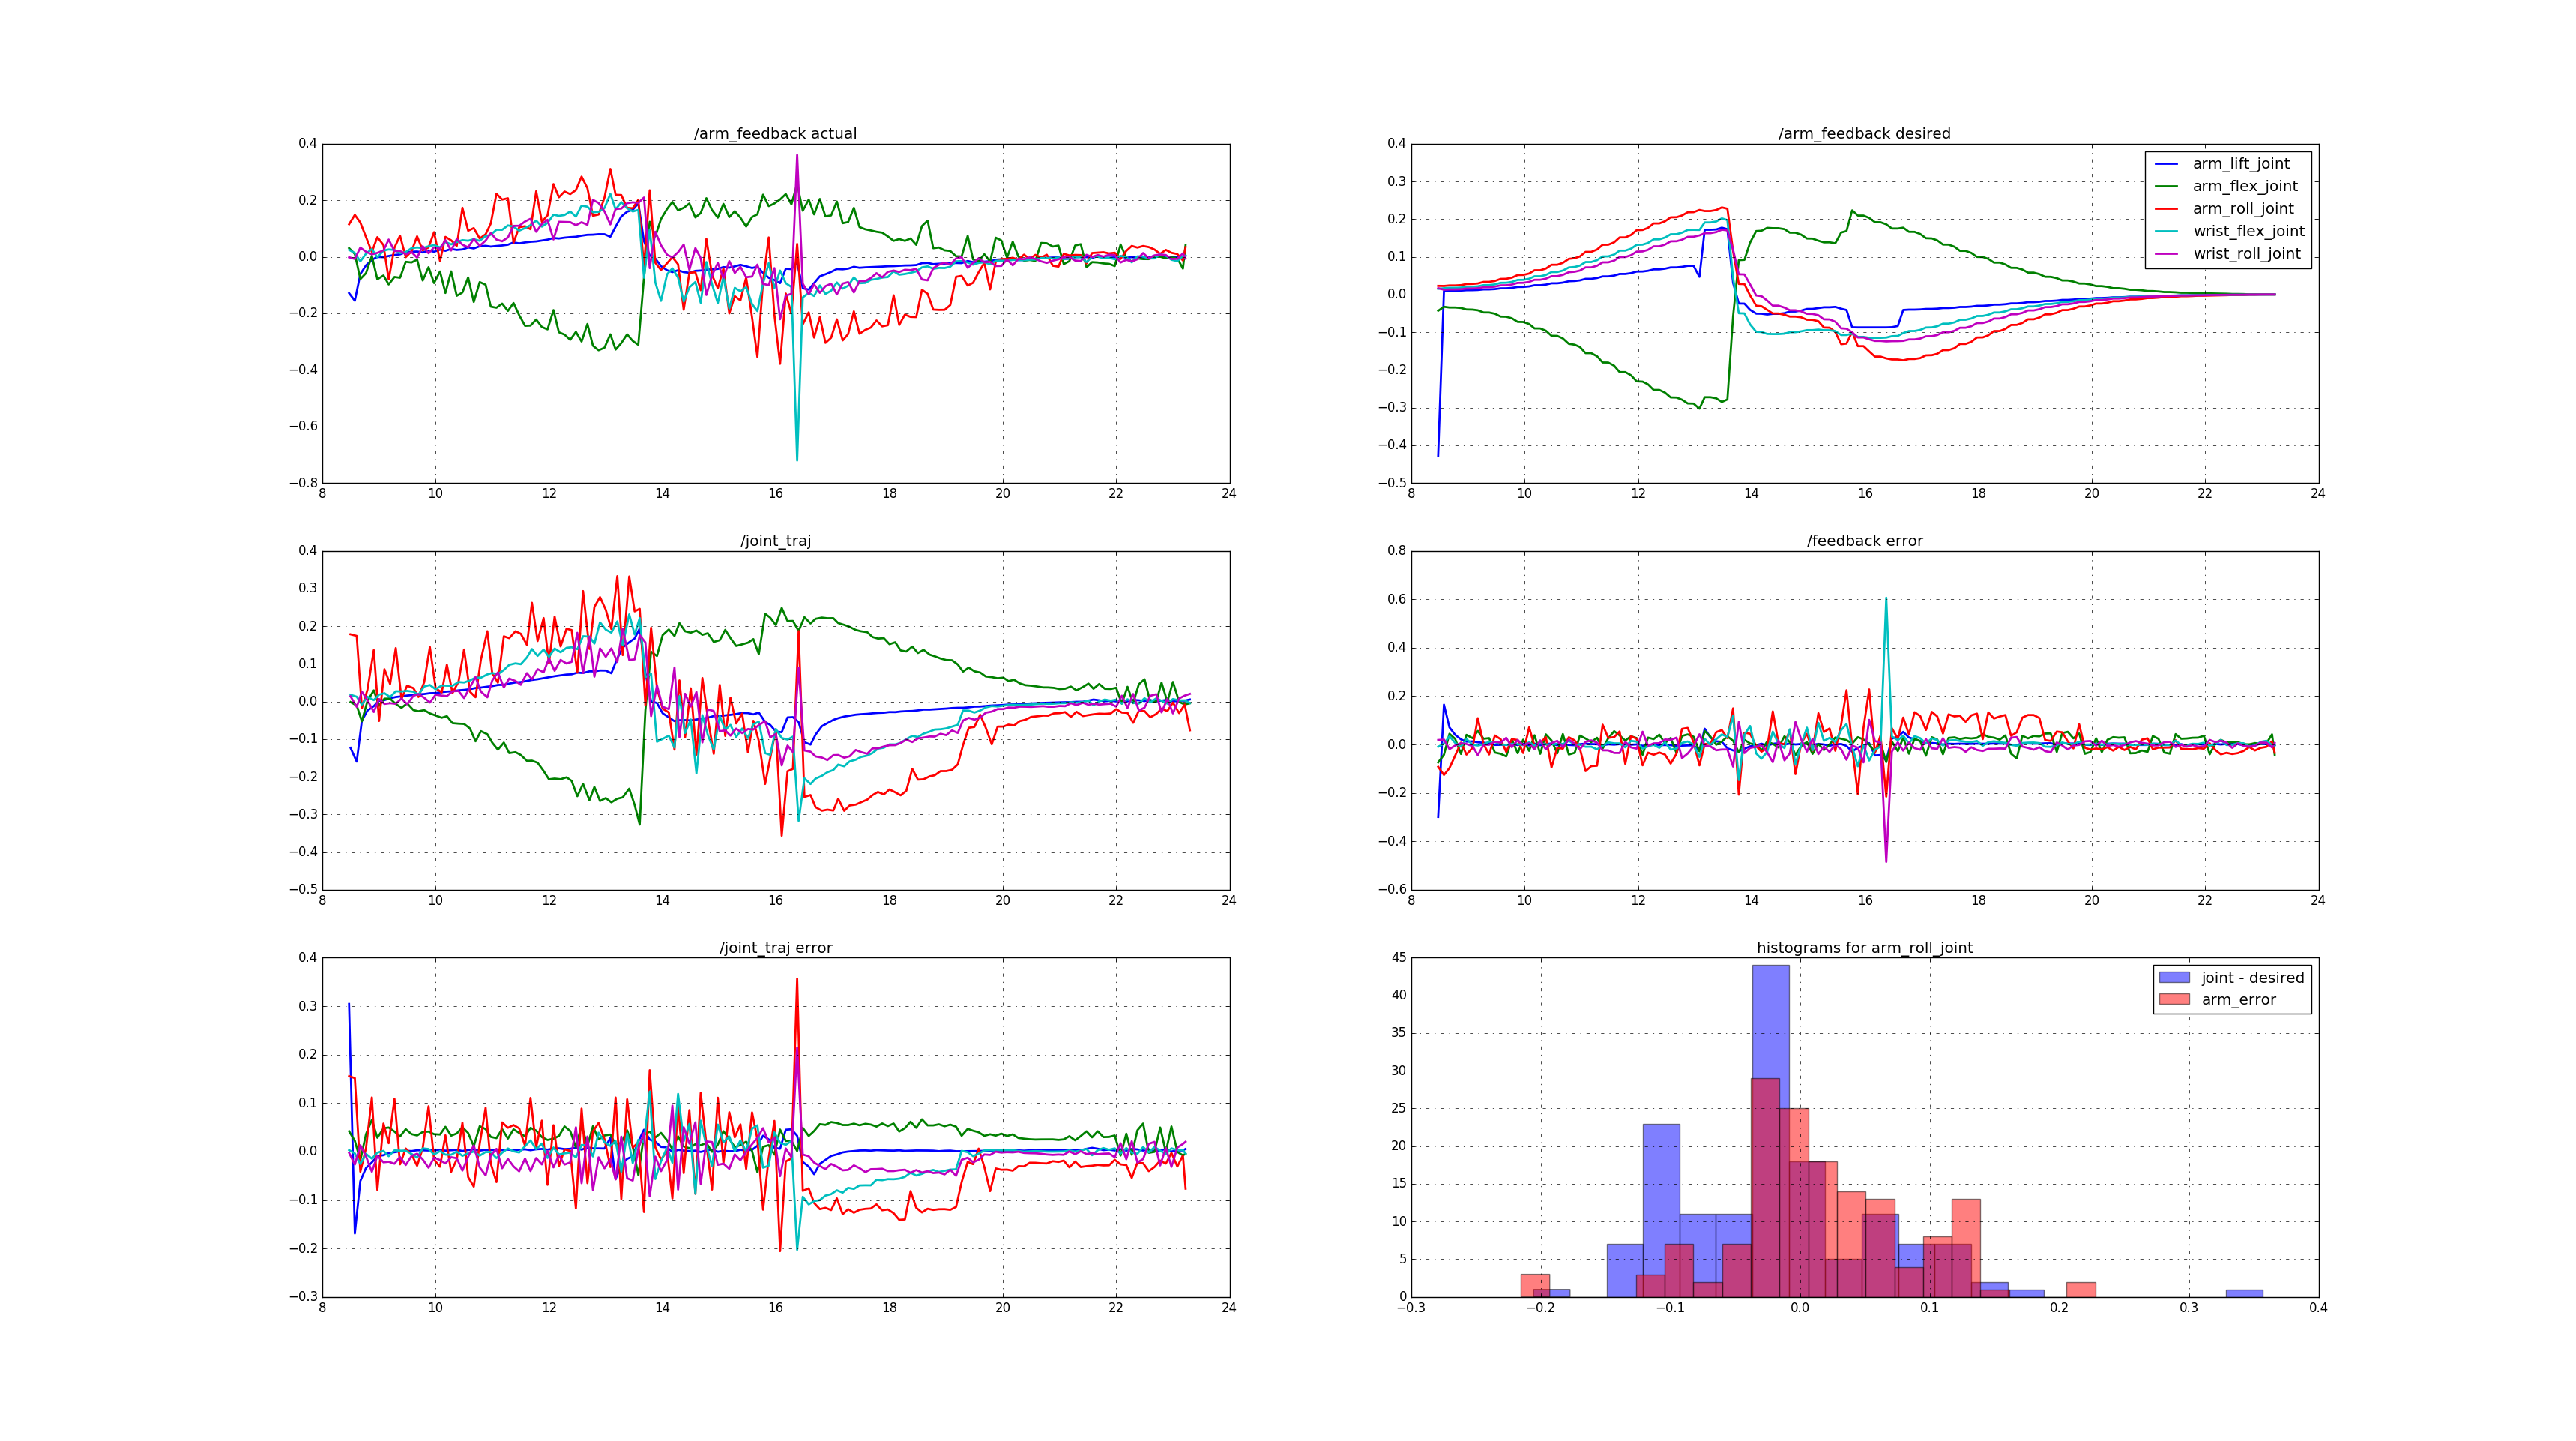 /arm_feedback actual
0.4
0.2
0.0
−0.2
−0.4
−0.6
−0.8
8 10 12 14 16 18 20 22 24
/arm_feedback desired
0.4
0.3
0.2
0.1
0.0
−0.1
−0.2
−0.3
−0.4
−0.5
8 10 12 14 16 18 20 22 24
arm_lift_joint
arm_flex_joint
arm_roll_joint
wrist_flex_joint
wrist_roll_joint
/joint_traj
0.4
0.3
0.2
0.1
0.0
−0.1
−0.2
−0.3
−0.4
−0.5
8 10 12 14 16 18 20 22 24
/feedback error
0.8
0.6
0.4
0.2
0.0
−0.2
−0.4
−0.6
8 10 12 14 16 18 20 22 24
/joint_traj error
0.4
0.3
0.2
0.1
0.0
−0.1
−0.2
−0.3
8 10 12 14 16 18 20 22 24
histograms for arm_roll_joint
45
40
35
30
25
20
15
10
5
0
−0.3 −0.2 −0.1 0.0 0.1 0.2 0.3 0.4
joint - desired
arm_error